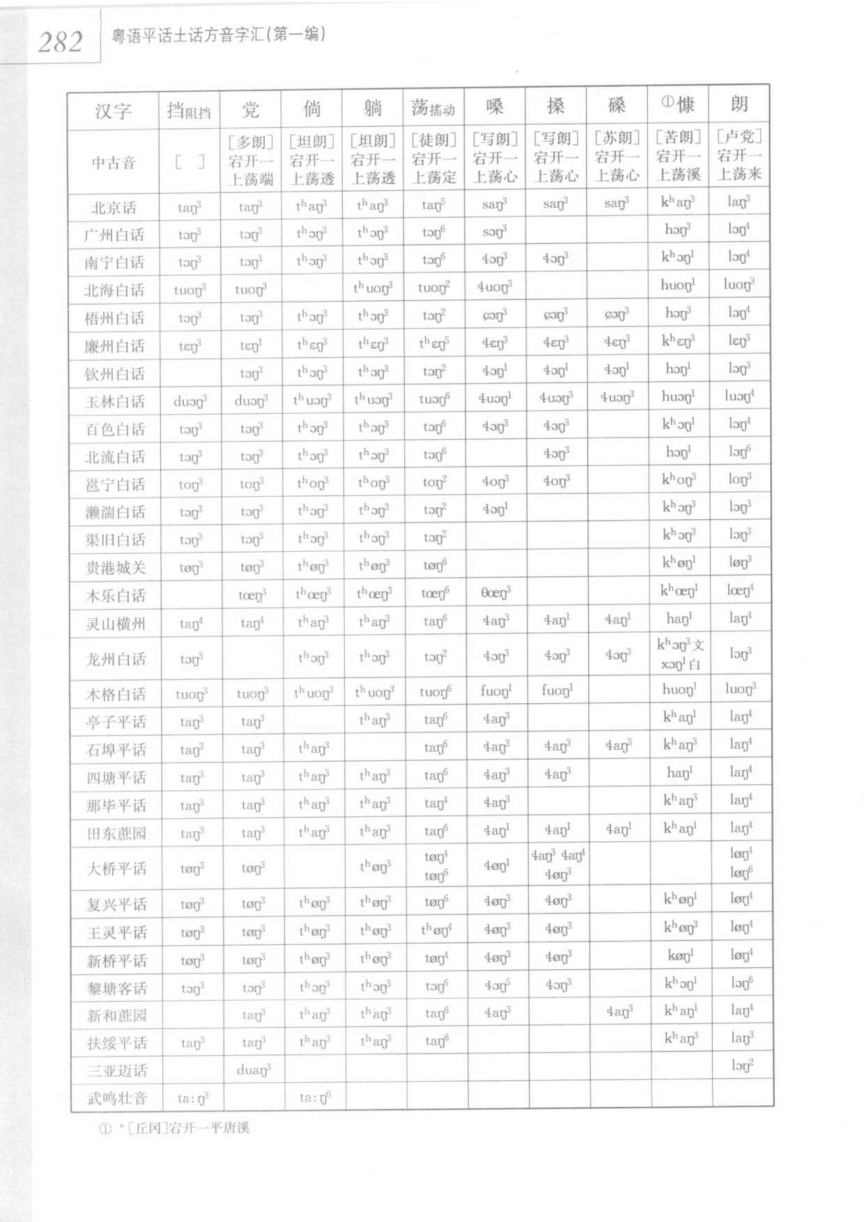 282 粤语平话土话方音字汇(第一编)
汉字 挡阻挡 党 倘 躺 荡搖动 嗓 搡 磉 ①慷 朗
中古音 [ ] [多朗]宕开一上荡端 [坦朗]宕开一上荡透 [坦朗]宕开一上荡透 [徒朗]宕开一上荡定 [写朗]宕开一上荡心 [写朗]宕开一上荡心 [苏朗]宕开一上荡心 [苦朗]宕开一上荡溪 [卢党]宕开一上荡来
北京话 taŋ³ taŋ³ tʰaŋ³ tʰaŋ³ taŋ⁵ saŋ³ saŋ³ saŋ³ kʰaŋ³ laŋ³
广州白话 tɔŋ³ tɔŋ³ tʰɔŋ³ tʰɔŋ³ tɔŋ⁶ sɔŋ³ hɔŋ³ lɔŋ⁴
南宁白话 tɔŋ³ tɔŋ³ tʰɔŋ³ tʰɔŋ³ tɔŋ⁶ ɬɔŋ³ ɬɔŋ³ kʰɔŋ¹ lɔŋ⁴
北海白话 tuoŋ³ tuoŋ³ tʰuoŋ³ tuoŋ² ɬuoŋ³ huoŋ¹ luoŋ³
梧州白话 tɔŋ³ tɔŋ³ tʰɔŋ³ tʰɔŋ³ tɔŋ² ɕɔŋ³ ɕɔŋ³ ɕɔŋ³ hɔŋ³ lɔŋ⁴
廉州白话 tɛŋ³ tɛŋ¹ tʰɛŋ³ tʰɛŋ³ tʰɛŋ⁵ ɬɛŋ³ ɬɛŋ³ ɬɛŋ³ kʰɛŋ³ lɛŋ³
钦州白话 tɔŋ³ tʰɔŋ³ tʰɔŋ³ tɔŋ² ɬɔŋ¹ ɬɔŋ¹ ɬɔŋ¹ hɔŋ¹ lɔŋ³
玉林白话 duɔŋ³ duɔŋ³ tʰuɔŋ³ tʰuɔŋ³ tuɔŋ⁶ ɬuɔŋ¹ ɬuɔŋ³ ɬuɔŋ³ huɔŋ¹ luɔŋ⁴
百色白话 tɔŋ³ tɔŋ³ tʰɔŋ³ tʰɔŋ³ tɔŋ⁶ ɬɔŋ³ ɬɔŋ³ kʰɔŋ¹ lɔŋ⁴
北流白话 tɔŋ³ tɔŋ³ tʰɔŋ³ tʰɔŋ³ tɔŋ⁶ ɬɔŋ³ hɔŋ¹ lɔŋ⁶
邕宁白话 toŋ³ toŋ³ tʰoŋ³ tʰoŋ³ toŋ² ɬoŋ³ ɬoŋ³ kʰoŋ³ loŋ³
濑湍白话 tɔŋ³ tɔŋ³ tʰɔŋ³ tʰɔŋ³ tɔŋ² ɬɔŋ¹ kʰɔŋ³ lɔŋ³
渠旧白话 tɔŋ³ tɔŋ³ tʰɔŋ³ tʰɔŋ³ tɔŋ² kʰɔŋ³ lɔŋ³
贵港城关 tøŋ³ tøŋ³ tʰøŋ³ tʰøŋ³ tøŋ⁶ kʰøŋ¹ løŋ³
木乐白话 tœŋ³ tʰœŋ³ tʰœŋ³ tœŋ⁶ θœŋ³ kʰœŋ¹ lœŋ⁴
灵山横州 taŋ⁴ taŋ⁴ tʰaŋ³ tʰaŋ³ taŋ⁶ ɬaŋ³ ɬaŋ¹ ɬaŋ¹ haŋ¹ laŋ⁴
龙州白话 tɔŋ³ tʰɔŋ³ tʰɔŋ³ tɔŋ² ɬɔŋ³ ɬɔŋ³ ɬɔŋ³ kʰɔŋ³文 xɔŋ¹白 lɔŋ³
木格白话 tuoŋ³ tuoŋ³ tʰuoŋ³ tʰuoŋ³ tuoŋ⁶ fuoŋ¹ fuoŋ¹ huoŋ¹ luoŋ³
亭子平话 taŋ³ taŋ³ tʰaŋ³ taŋ⁶ ɬaŋ³ kʰaŋ¹ laŋ⁴
石埠平话 taŋ³ taŋ³ tʰaŋ³ taŋ⁶ ɬaŋ³ ɬaŋ³ ɬaŋ³ kʰaŋ³ laŋ⁴
四塘平话 taŋ³ taŋ³ tʰaŋ³ tʰaŋ³ taŋ⁶ ɬaŋ³ ɬaŋ³ haŋ¹ laŋ⁴
那毕平话 taŋ³ taŋ³ tʰaŋ³ tʰaŋ³ taŋ⁴ ɬaŋ³ kʰaŋ³ laŋ⁴
田东蔗园 taŋ³ taŋ³ tʰaŋ³ tʰaŋ³ taŋ⁶ ɬaŋ¹ ɬaŋ¹ ɬaŋ¹ kʰaŋ¹ laŋ⁴
大桥平话 tøŋ³ tøŋ³ tʰøŋ³ tøŋ⁴ tøŋ⁶ ɬøŋ¹ ɬaŋ³ ɬaŋ⁴ ɬøŋ³ løŋ⁴ løŋ⁶
复兴平话 tøŋ³ tøŋ³ tʰøŋ³ tʰøŋ³ tøŋ⁶ ɬøŋ³ ɬøŋ³ kʰøŋ¹ løŋ⁴
王灵平话 tøŋ³ tøŋ³ tʰøŋ³ tʰøŋ³ tʰøŋ⁴ ɬøŋ³ ɬøŋ³ kʰøŋ³ løŋ⁴
新桥平话 tøŋ³ tøŋ³ tʰøŋ³ tʰøŋ³ tøŋ⁴ ɬøŋ³ ɬøŋ³ køŋ¹ løŋ⁴
黎塘客话 tɔŋ³ tɔŋ³ tʰɔŋ³ tʰɔŋ³ tɔŋ⁶ ɬɔŋ⁵ ɬɔŋ³ kʰɔŋ¹ lɔŋ⁶
新和蔗园 taŋ³ tʰaŋ³ tʰaŋ³ taŋ⁶ ɬaŋ³ ɬaŋ³ kʰaŋ¹ laŋ⁴
扶绥平话 taŋ³ taŋ³ tʰaŋ³ tʰaŋ³ taŋ⁶ kʰaŋ³ laŋ³
三亚迈话 duaŋ³ lɔŋ²
武鸣壮音 ta:ŋ³ ta:ŋ⁶
① *[丘冈]宕开一平唐溪